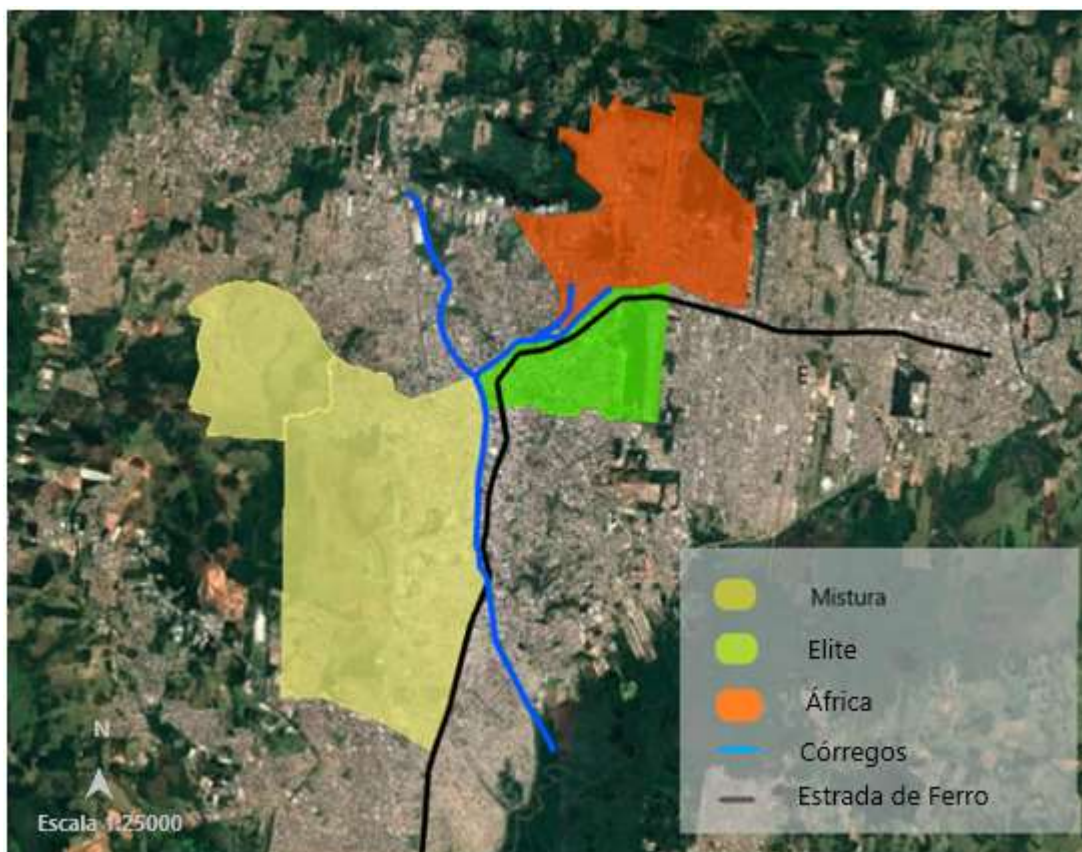 E
Mistura
Elite
África
Córregos
Estrada de Ferro
N
Escala 1:25000